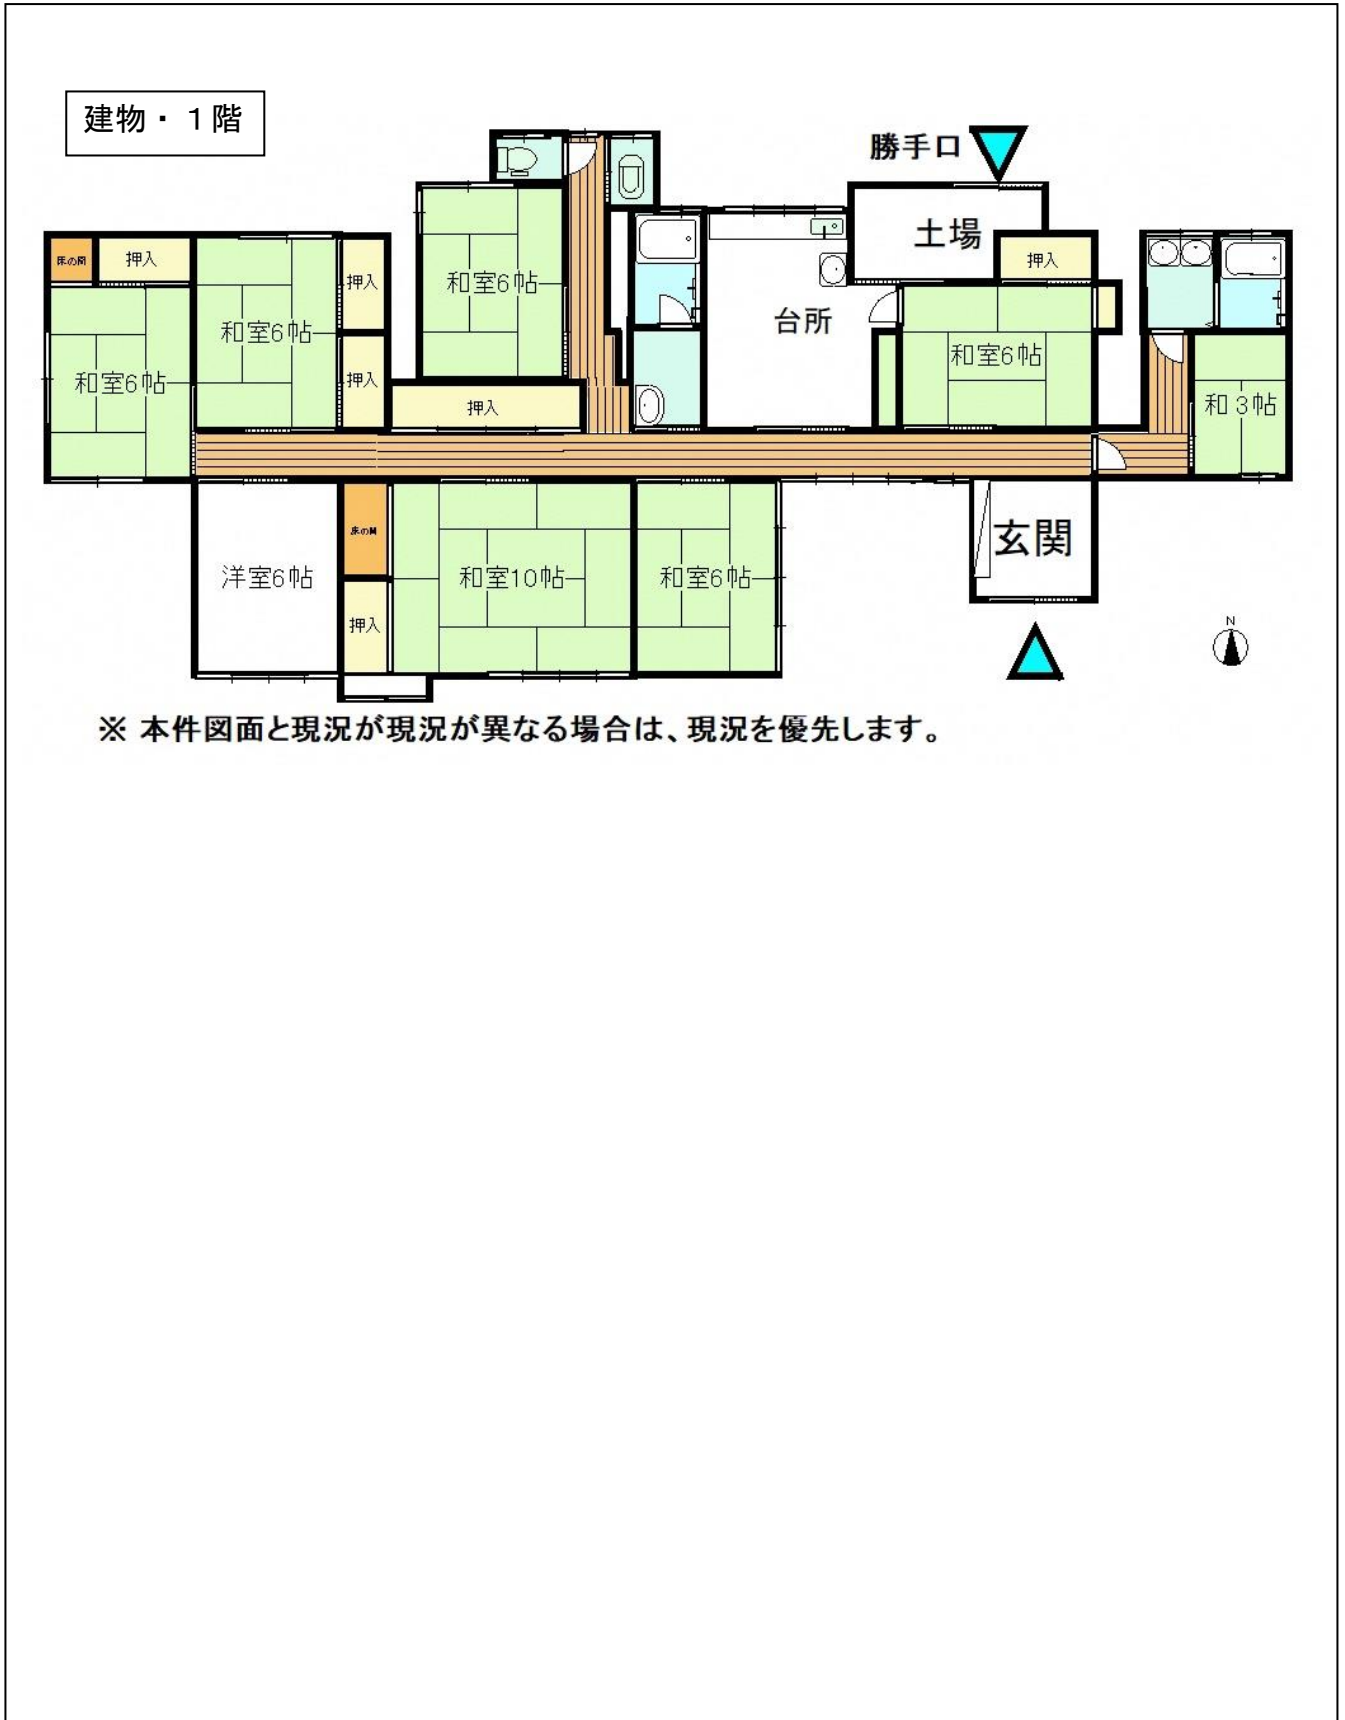 建物・１階
勝手口
土場
床の間
押入
押入
押入
和室6帖
和室6帖
台所
和室6帖
和室6帖
押入
押入
和3帖
玄関
床の間
洋室6帖
和室10帖
和室6帖
押入
N
※ 本件図面と現況が現況が異なる場合は、現況を優先します。